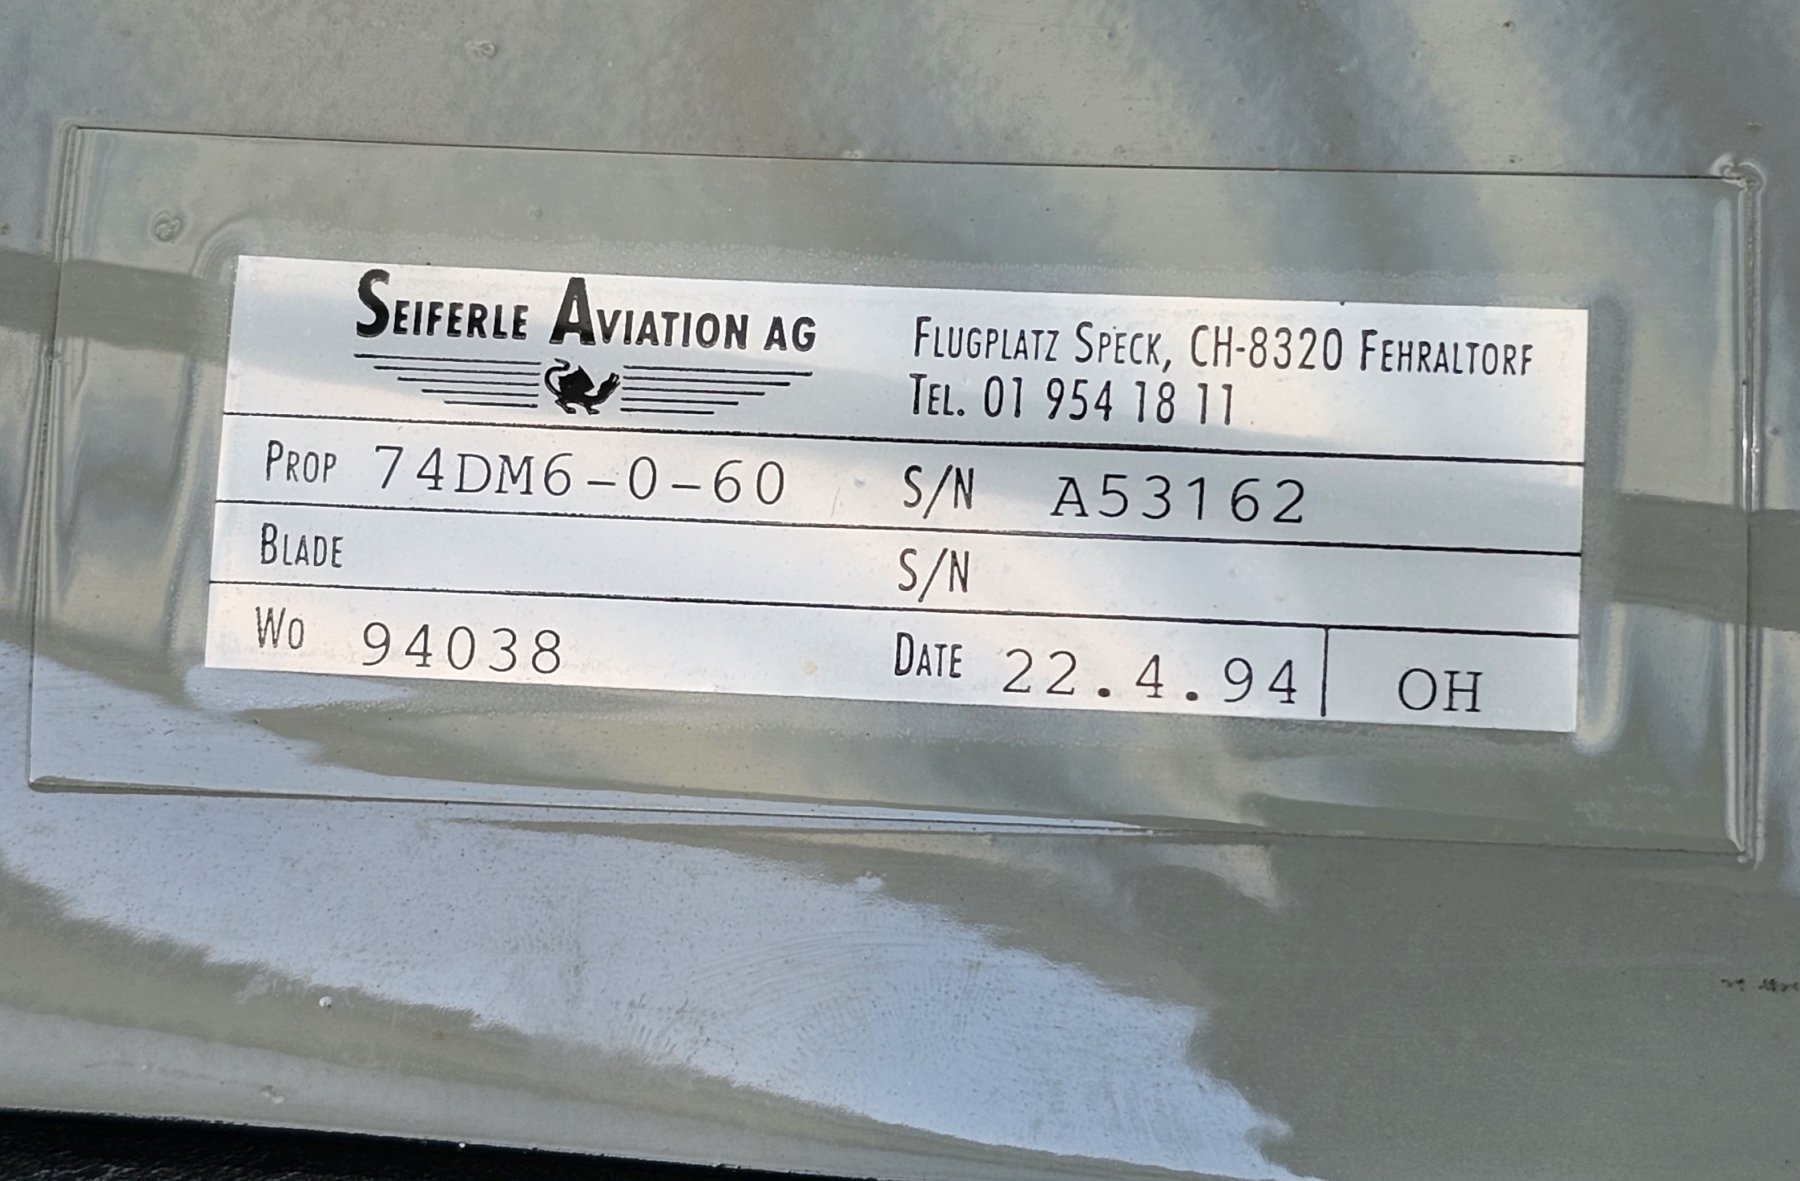 SEIFERLE AVIATION AG
FLUGPLATZ SPECK, CH-8320 FEHRALTORF
TEL. 01 954 18 11
PROP 74DM6-0-60 S/N A53162
BLADE S/N
WO 94038 DATE 22.4.94 OH